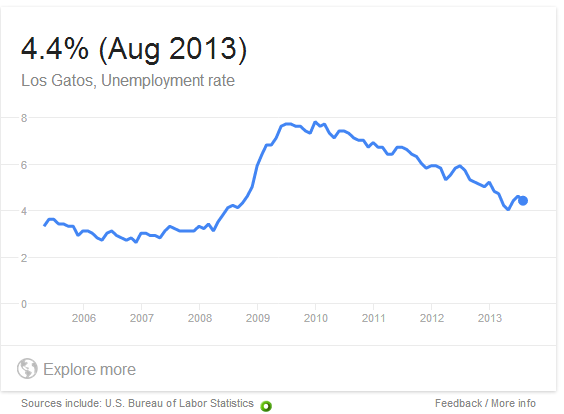 4.4% (Aug 2013)
Los Gatos, Unemployment rate
8
6
4
2
0
2006 2007 2008 2009 2010 2011 2012 2013
Explore more
Sources include: U.S. Bureau of Labor Statistics Feedback / More info